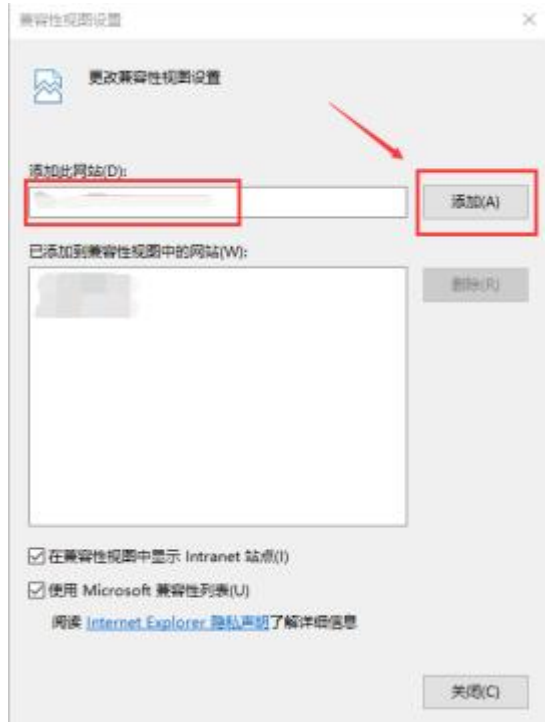 兼容性视图设置
更改兼容性视图设置
添加此网站(D):
添加(A)
已添加到兼容性视图中的网站(W):
删除(R)
在兼容性视图中显示 Intranet 站点(I)
使用 Microsoft 兼容性列表(U)
阅读 Internet Explorer 隐私声明了解详细信息
关闭(C)